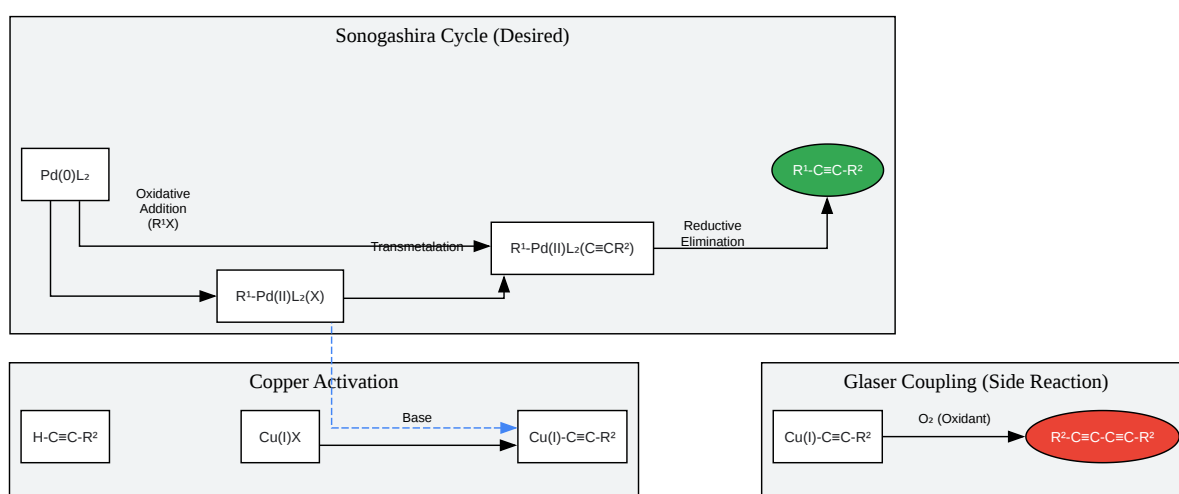 Sonogashira Cycle (Desired)
Pd(0)L₂
R¹-C≡C-R²
Oxidative
Addition
(R¹X)
Reductive
Elimination
Transmetalation
R¹-Pd(II)L₂(C≡CR²)
R¹-Pd(II)L₂(X)
Copper Activation
H-C≡C-R²
Cu(I)X
Base
Cu(I)-C≡C-R²
Glaser Coupling (Side Reaction)
Cu(I)-C≡C-R²
O₂ (Oxidant)
R²-C≡C-C≡C-R²